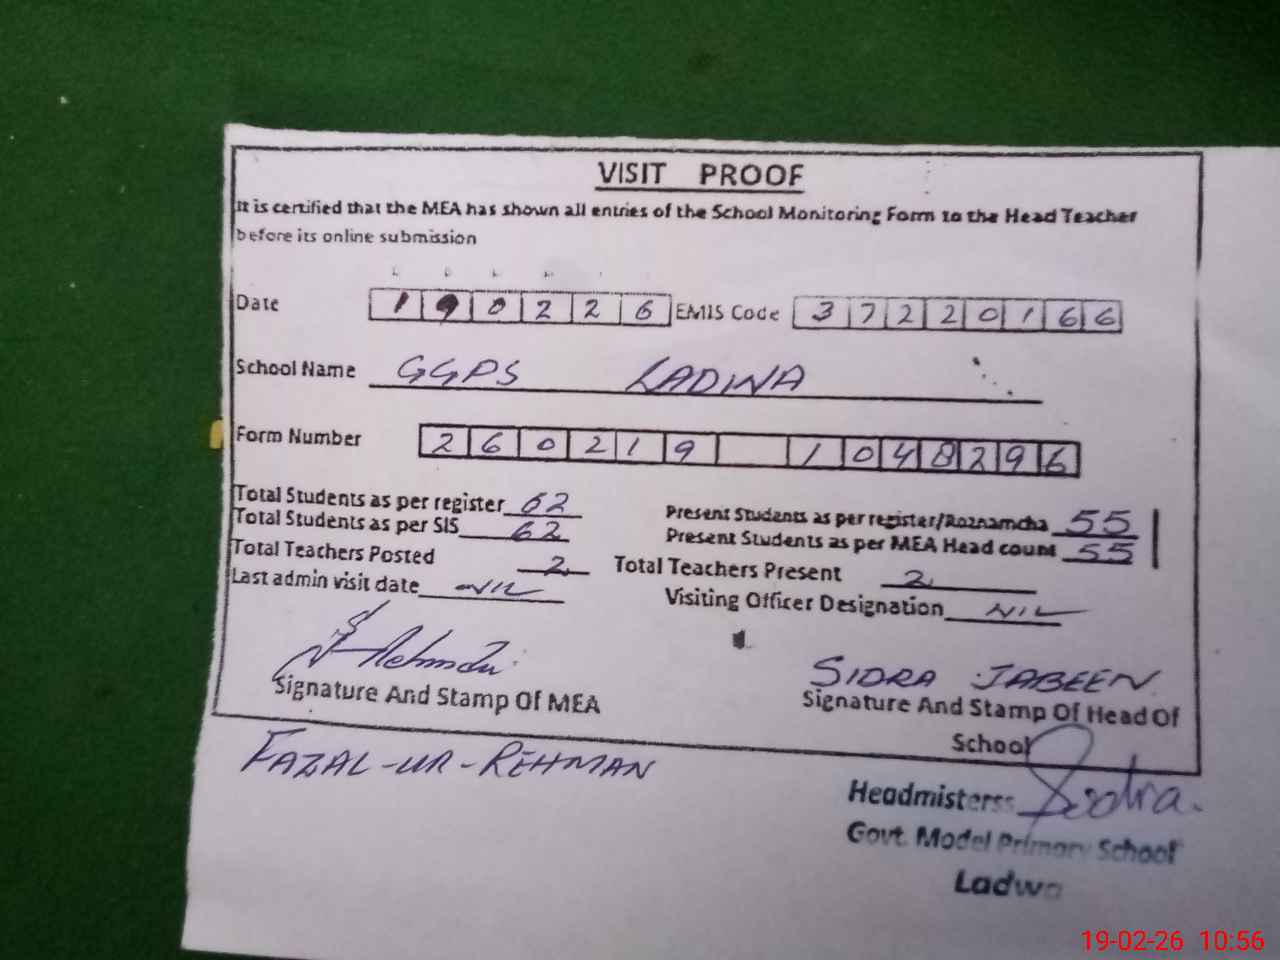 VISIT PROOF
It is certified that the MEA has shown all entries of the School Monitoring Form to the Head Teacher
before its online submission
Date 1 9 0 2 2 6 EMIS Code 3 7 2 2 0 1 6 6
School Name GGPS LADWA
Form Number 2 6 0 2 1 9 1 0 4 8 2 9 6
Total Students as per register 62 Present Students as per register/Roznamcha 55
Total Students as per SIS 62 Present Students as per MEA Head count 55
Total Teachers Posted 2 Total Teachers Present 2
Last admin visit date NIL Visiting Officer Designation NIL
SIDRA JABEEN
Signature And Stamp Of MEA Signature And Stamp Of Head Of
School
FAZAL-UR-REHMAN
Headmisterss Sidra.
Govt. Model Primary School
Ladwa
19-02-26 10:56